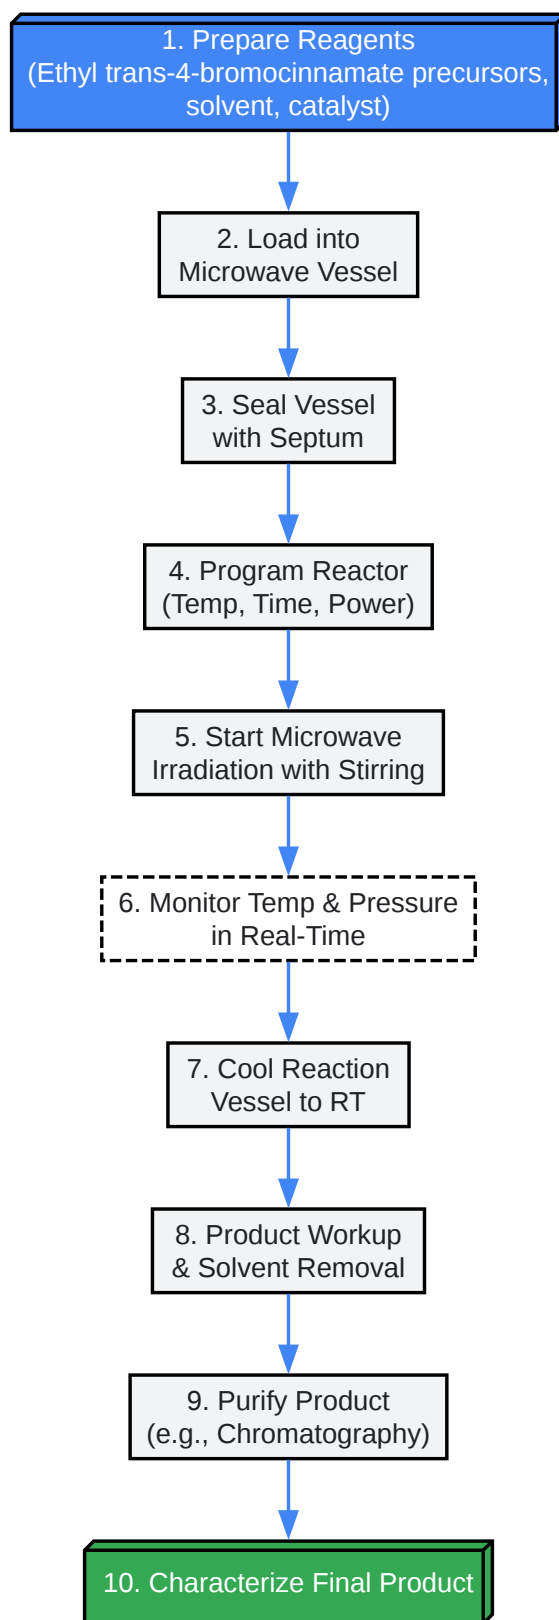 1. Prepare Reagents
(Ethyl trans-4-bromocinnamate precursors,
solvent, catalyst)
2. Load into
Microwave Vessel
3. Seal Vessel
with Septum
4. Program Reactor
(Temp, Time, Power)
5. Start Microwave
Irradiation with Stirring
6. Monitor Temp & Pressure
in Real-Time
7. Cool Reaction
Vessel to RT
8. Product Workup
& Solvent Removal
9. Purify Product
(e.g., Chromatography)
10. Characterize Final Product